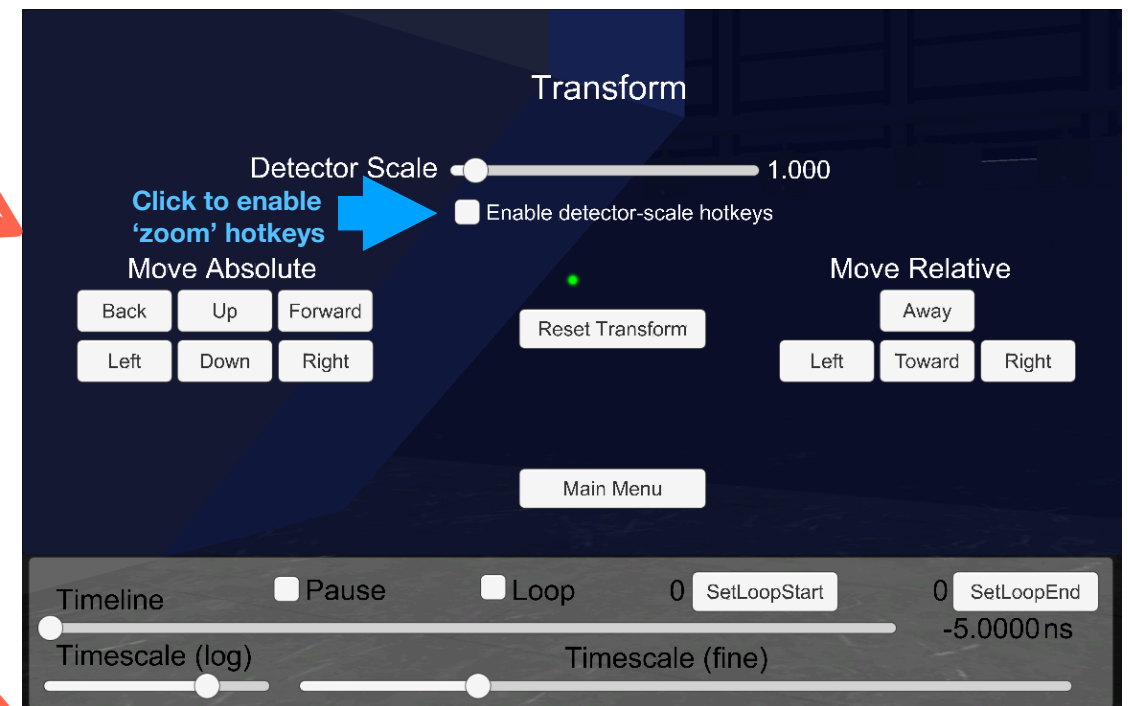 Transform
Detector Scale 1.000
Click to enable
‘zoom’ hotkeys
Enable detector-scale hotkeys
Move Absolute
Back Up Forward
Left Down Right
Reset Transform
Move Relative
Away
Left Toward Right
Main Menu
Timeline Pause Loop 0 SetLoopStart 0 SetLoopEnd
-5.0000 ns
Timescale (log) Timescale (fine)